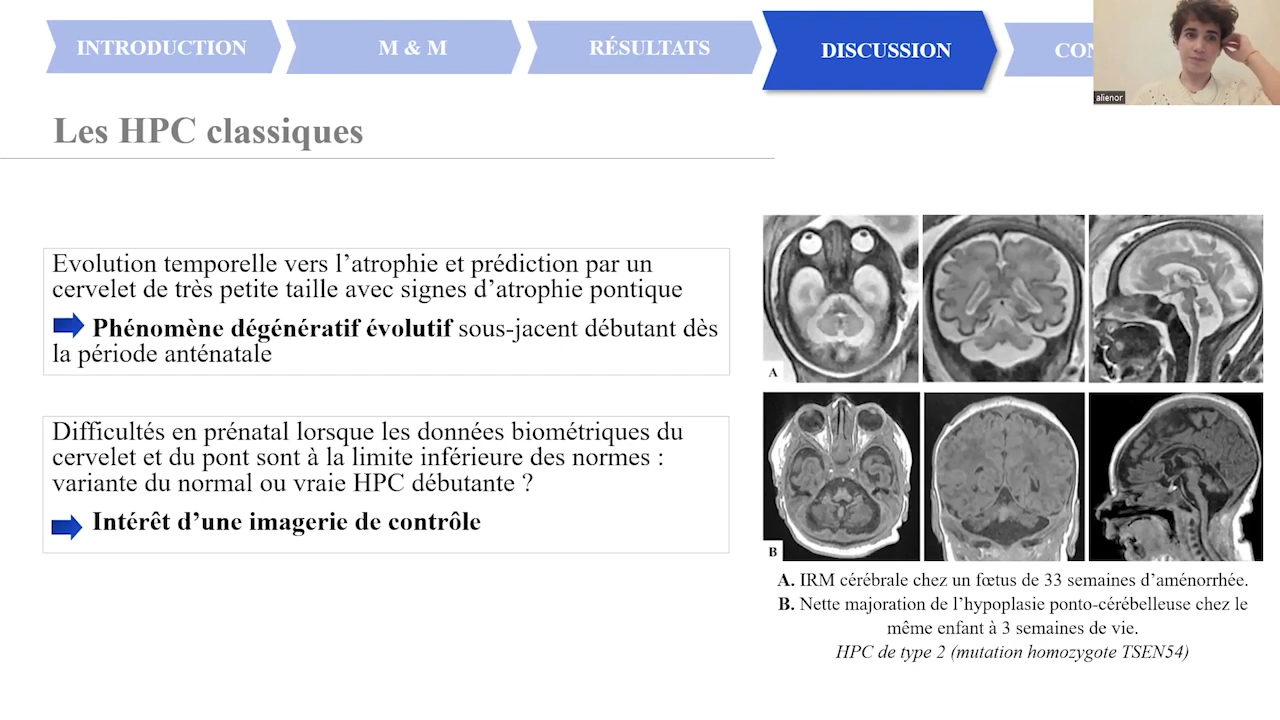 INTRODUCTION
M & M
RÉSULTATS
DISCUSSION
alienor
Les HPC classiques
Evolution temporelle vers l’atrophie et prédiction par un
cervelet de très petite taille avec signes d’atrophie pontique
Phénomène dégénératif évolutif sous-jacent débutant dès
la période anténatale
Difficultés en prénatal lorsque les données biométriques du
cervelet et du pont sont à la limite inférieure des normes :
variante du normal ou vraie HPC débutante ?
Intérêt d’une imagerie de contrôle
A
B
A. IRM cérébrale chez un fœtus de 33 semaines d’aménorrhée.
B. Nette majoration de l’hypoplasie ponto-cérébelleuse chez le
même enfant à 3 semaines de vie.
HPC de type 2 (mutation homozygote TSEN54)